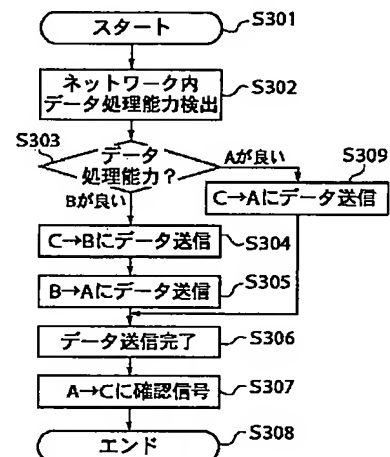 スタート
S301
ネットワーク内
データ処理能力検出
S302
S303
データ
処理能力？
Aが良い
S309
Bが良い
C→Aにデータ送信
C→Bにデータ送信
S304
B→Aにデータ送信
S305
データ送信完了
S306
A→Cに確認信号
S307
エンド
S308